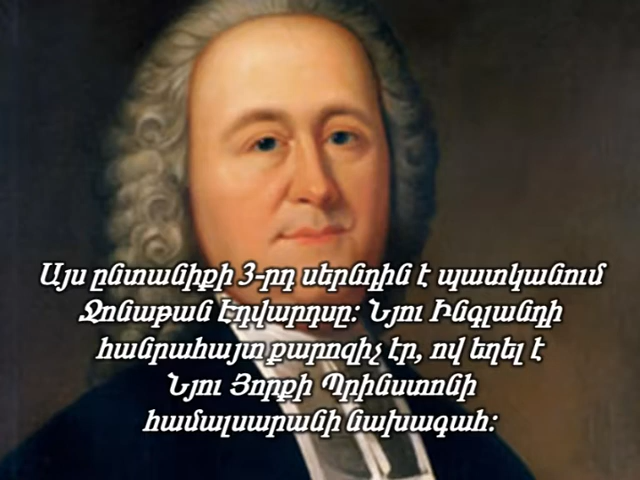 Այս ընտանիքի 3-րդ սերնդին է պատկանում
Ջոնաթան Էդվարդսը: Նյու Ինգլանդի
հանրահայտ քարոզիչ էր, ով եղել է
Նյու Յորքի Պրինստոնի
համալսարանի նախագահ: